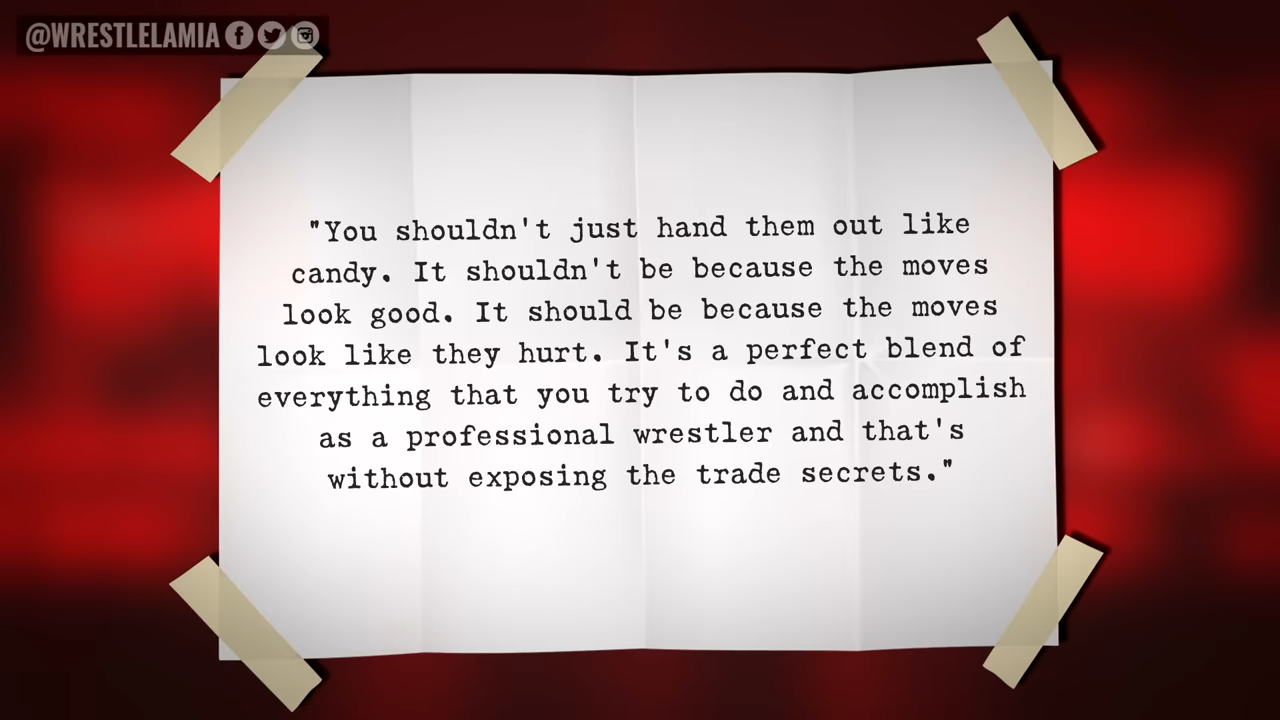 @WRESTLELAMIA
"You shouldn't just hand them out like
candy. It shouldn't be because the moves
look good. It should be because the moves
look like they hurt. It's a perfect blend of
everything that you try to do and accomplish
as a professional wrestler and that's
without exposing the trade secrets."